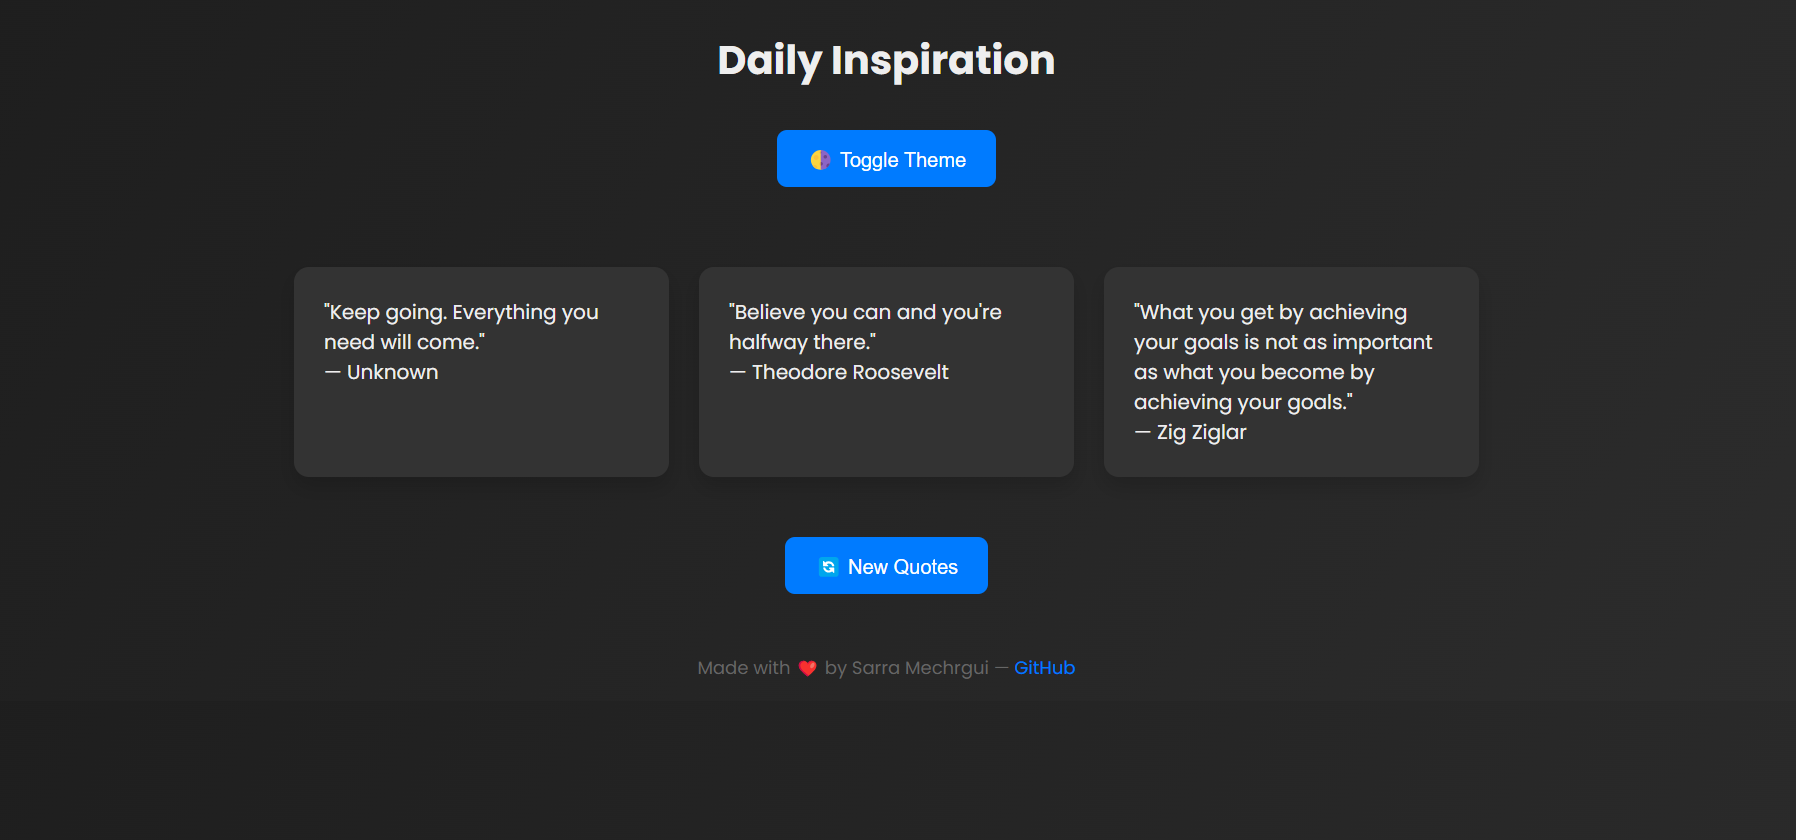 Daily Inspiration
🌗 Toggle Theme
"Keep going. Everything you
need will come."
— Unknown
"Believe you can and you're
halfway there."
— Theodore Roosevelt
"What you get by achieving
your goals is not as important
as what you become by
achieving your goals."
— Zig Ziglar
🔄 New Quotes
Made with ❤️ by Sarra Mechrgui — GitHub